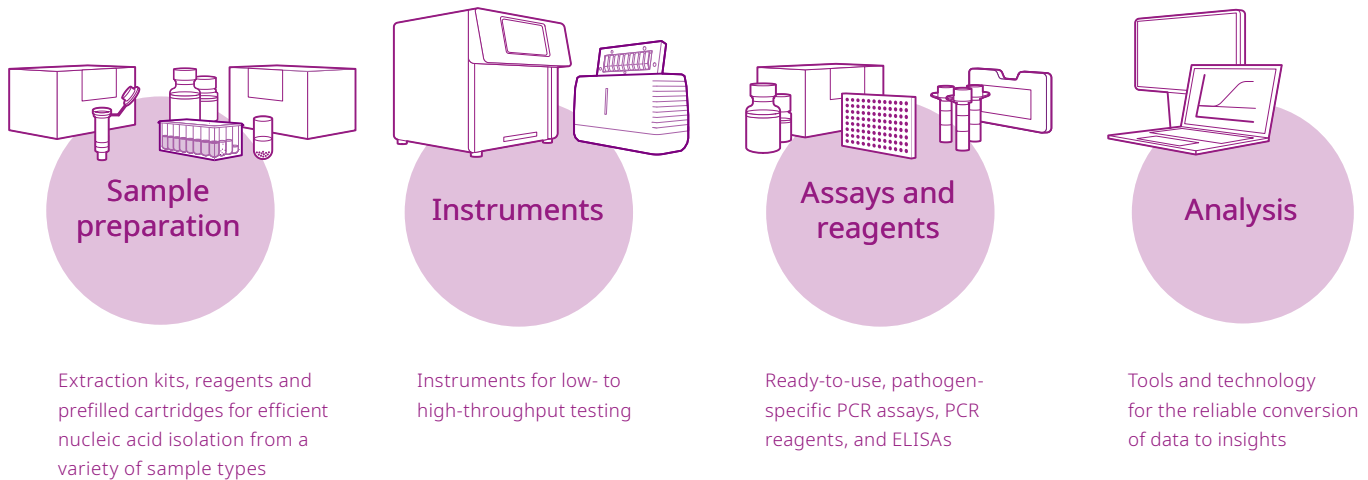 Sample
preparation
Instruments
Assays and
reagents
Analysis
Extraction kits, reagents and
prefilled cartridges for efficient
nucleic acid isolation from a
variety of sample types
Instruments for low- to
high-throughput testing
Ready-to-use, pathogen-
specific PCR assays, PCR
reagents, and ELISAs
Tools and technology
for the reliable conversion
of data to insights